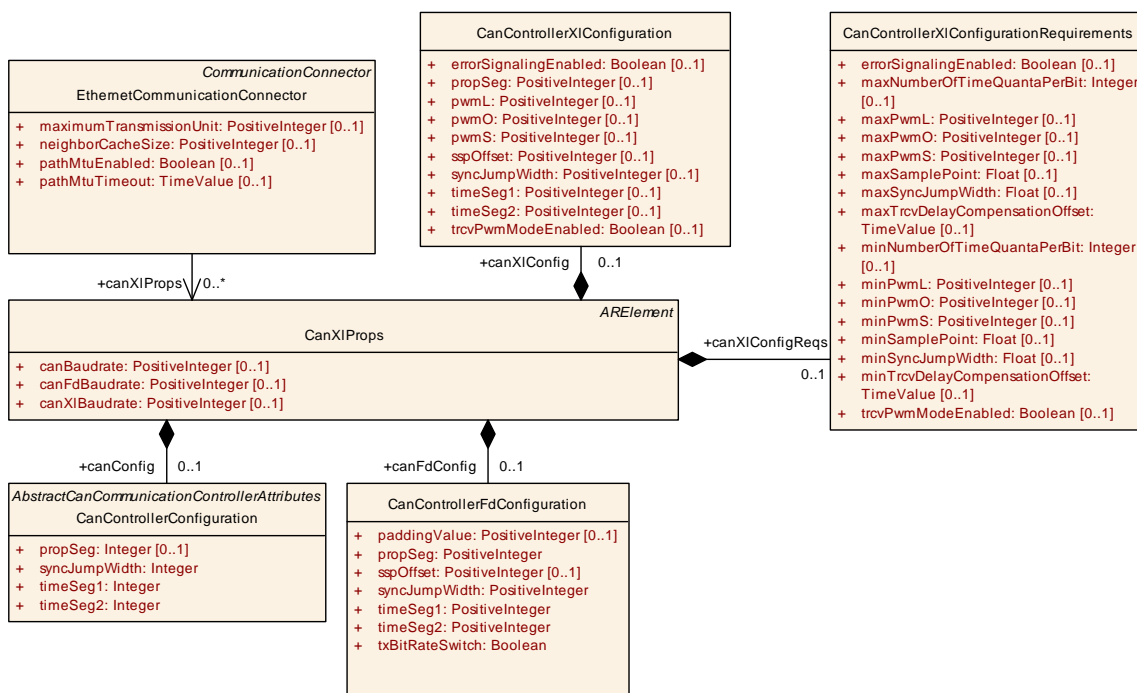 CommunicationConnector
EthernetCommunicationConnector
+ maximumTransmissionUnit: PositiveInteger [0..1]
+ neighborCacheSize: PositiveInteger [0..1]
+ pathMtuEnabled: Boolean [0..1]
+ pathMtuTimeout: TimeValue [0..1]
CanControllerXlConfiguration
+ errorSignalingEnabled: Boolean [0..1]
+ propSeg: PositiveInteger [0..1]
+ pwmL: PositiveInteger [0..1]
+ pwmO: PositiveInteger [0..1]
+ pwmS: PositiveInteger [0..1]
+ sspOffset: PositiveInteger [0..1]
+ syncJumpWidth: PositiveInteger [0..1]
+ timeSeg1: PositiveInteger [0..1]
+ timeSeg2: PositiveInteger [0..1]
+ trcvPwmModeEnabled: Boolean [0..1]
CanControllerXlConfigurationRequirements
+ errorSignalingEnabled: Boolean [0..1]
+ maxNumberOfTimeQuantaPerBit: Integer
[0..1]
+ maxPwmL: PositiveInteger [0..1]
+ maxPwmO: PositiveInteger [0..1]
+ maxPwmS: PositiveInteger [0..1]
+ maxSamplePoint: Float [0..1]
+ maxSyncJumpWidth: Float [0..1]
+ maxTrcvDelayCompensationOffset:
TimeValue [0..1]
+ minNumberOfTimeQuantaPerBit: Integer
[0..1]
+ minPwmL: PositiveInteger [0..1]
+ minPwmO: PositiveInteger [0..1]
+ minPwmS: PositiveInteger [0..1]
+ minSamplePoint: Float [0..1]
+ minSyncJumpWidth: Float [0..1]
+ minTrcvDelayCompensationOffset:
TimeValue [0..1]
+ trcvPwmModeEnabled: Boolean [0..1]
+canXlProps 0..*
+canXlConfig 0..1
ARElement
CanXlProps
+ canBaudrate: PositiveInteger [0..1]
+ canFdBaudrate: PositiveInteger [0..1]
+ canXlBaudrate: PositiveInteger [0..1]
+canXlConfigReqs
0..1
+canConfig 0..1
+canFdConfig 0..1
AbstractCanCommunicationControllerAttributes
CanControllerConfiguration
+ propSeg: Integer [0..1]
+ syncJumpWidth: Integer
+ timeSeg1: Integer
+ timeSeg2: Integer
CanControllerFdConfiguration
+ paddingValue: PositiveInteger [0..1]
+ propSeg: PositiveInteger
+ sspOffset: PositiveInteger [0..1]
+ syncJumpWidth: PositiveInteger
+ timeSeg1: PositiveInteger
+ timeSeg2: PositiveInteger
+ txBitRateSwitch: Boolean